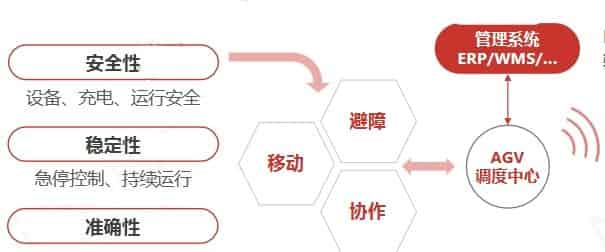 安全性
设备、充电、运行安全
稳定性
急停控制、持续运行
准确性
移动
避障
协作
管理系统
ERP/WMS/...
AGV
调度中心